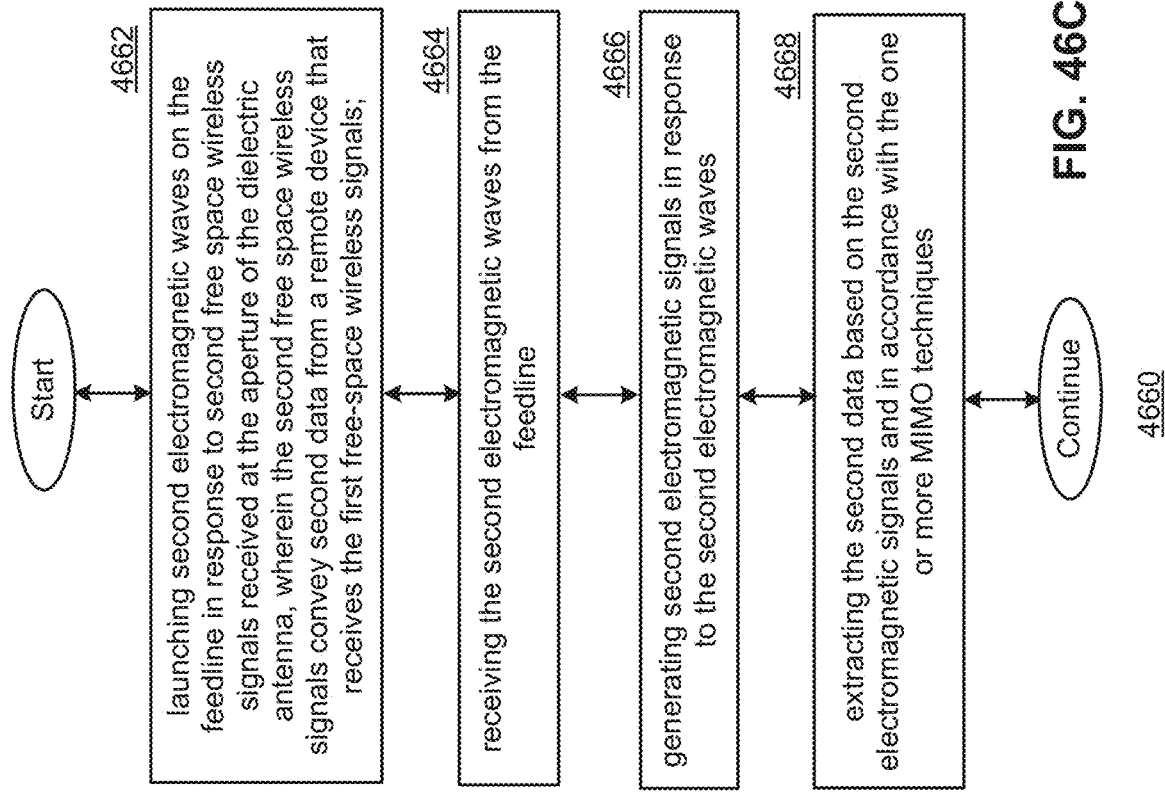 Start
4662
launching second electromagnetic waves on the
feedline in response to second free space wireless
signals received at the aperture of the dielectric
antenna, wherein the second free space wireless
signals convey second data from a remote device that
receives the first free-space wireless signals;
4664
receiving the second electromagnetic waves from the
feedline
4666
generating second electromagnetic signals in response
to the second electromagnetic waves
4668
extracting the second data based on the second
electromagnetic signals and in accordance with the one
or more MIMO techniques
Continue
4660
FIG. 46C